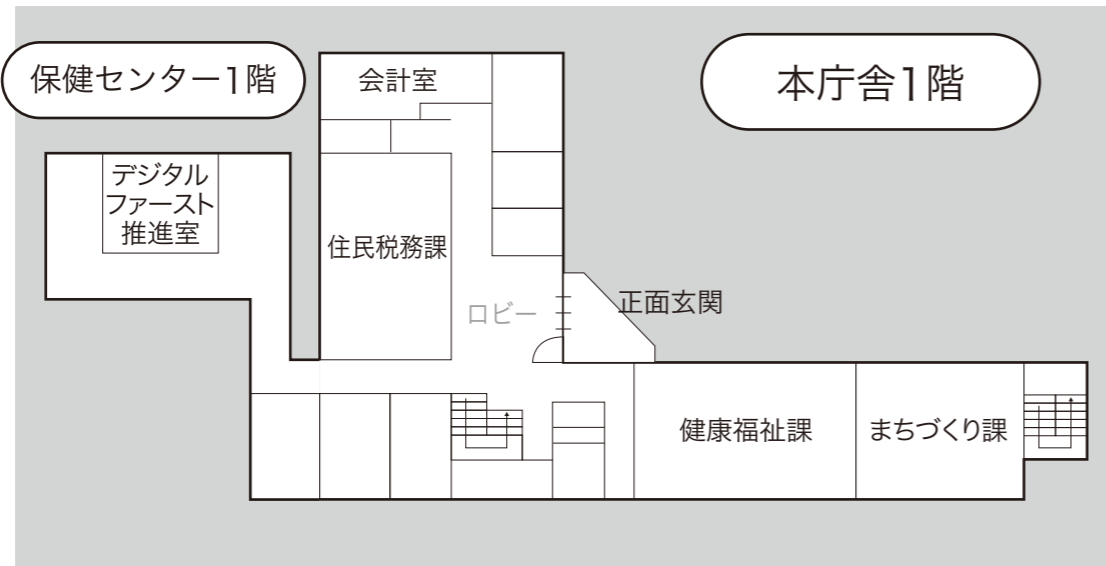 保健センター1階
本庁舎1階
会計室
デジタル
ファースト
推進室
住民税務課
ロビー
正面玄関
健康福祉課
まちづくり課